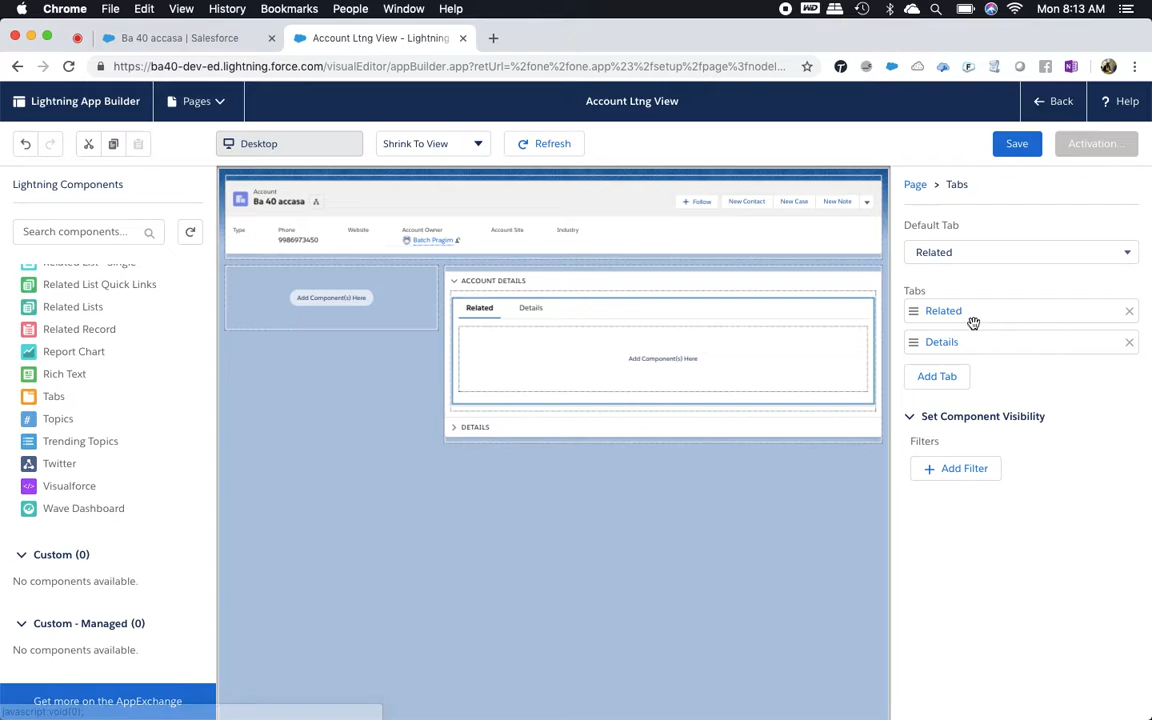 Chrome File Edit View History Bookmarks People Window Help Mon 8:13 AM
Ba 40 accasa | Salesforce
Account Ltng View - Lightning
https://ba40-dev-ed.lightning.force.com/visualEditor/appBuilder.app?retUrl=%2fone%2fone.app%23%2fsetup%2fpage%3fnodel...
Lightning App Builder Pages Account Ltng View Back ? Help
Desktop Shrink To View Refresh Save Activation...
Lightning Components
Search components...
Related List - Single
Related List Quick Links
Related Lists
Related Record
Report Chart
Rich Text
Tabs
Topics
Trending Topics
Twitter
Visualforce
Wave Dashboard
Custom (0)
No components available.
Custom - Managed (0)
No components available.
Get more on the AppExchange
javascript:void(0);
Account
Ba 40 accasa
+ Follow New Contact New Case New Note
Type Phone Website Account Owner Account Site Industry
9986973450 Batch Pragim
Add Component(s) Here
ACCOUNT DETAILS
Related Details
Add Component(s) Here
DETAILS
Page > Tabs
Default Tab
Related
Tabs
Related
Details
Add Tab
Set Component Visibility
Filters
+ Add Filter